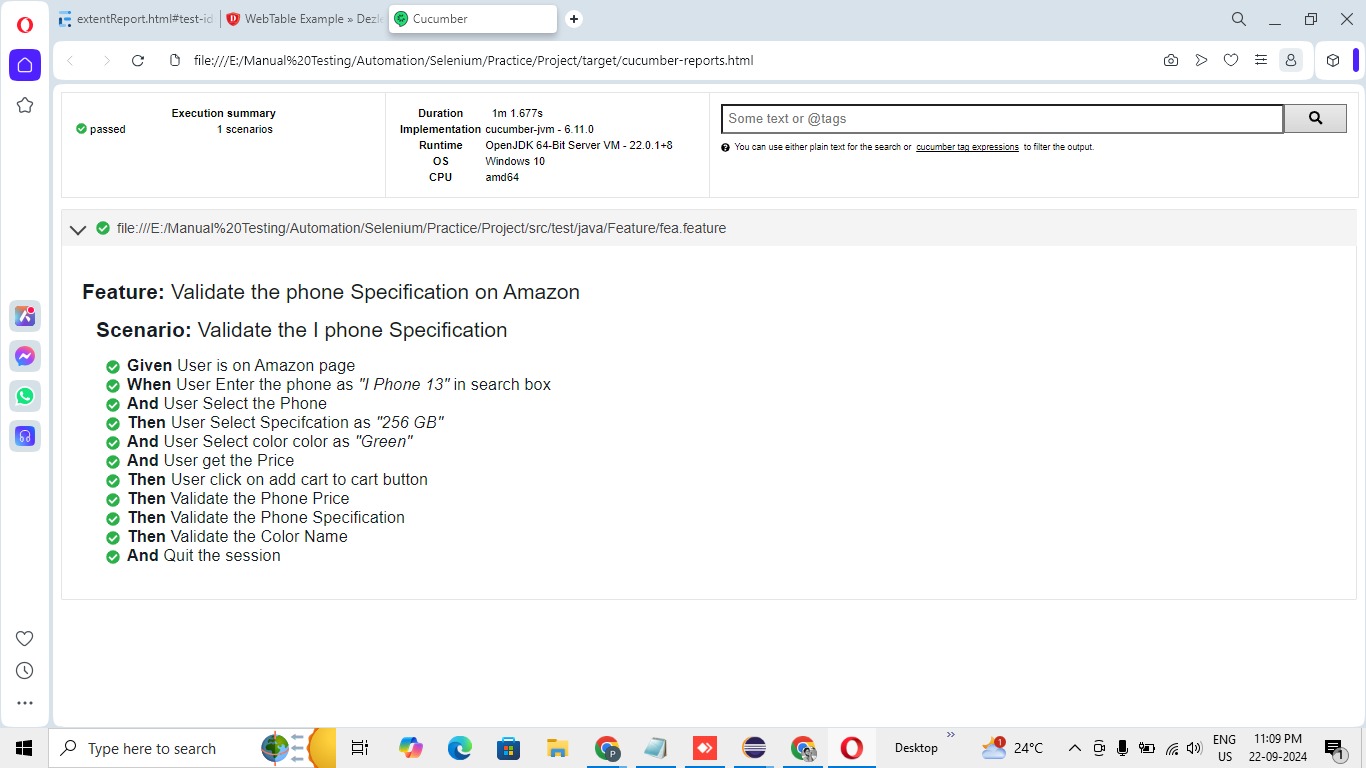 extentReport.html#test-id
WebTable Example » Dezle
Cucumber
file:///E:/Manual%20Testing/Automation/Selenium/Practice/Project/target/cucumber-reports.html
Execution summary
passed 1 scenarios
Duration 1m 1.677s
Implementation cucumber-jvm - 6.11.0
Runtime OpenJDK 64-Bit Server VM - 22.0.1+8
OS Windows 10
CPU amd64
Some text or @tags
You can use either plain text for the search or cucumber tag expressions to filter the output.
file:///E:/Manual%20Testing/Automation/Selenium/Practice/Project/src/test/java/Feature/fea.feature
Feature: Validate the phone Specification on Amazon
Scenario: Validate the I phone Specification
Given User is on Amazon page
When User Enter the phone as "I Phone 13" in search box
And User Select the Phone
Then User Select Specifcation as "256 GB"
And User Select color color as "Green"
And User get the Price
Then User click on add cart to cart button
Then Validate the Phone Price
Then Validate the Phone Specification
Then Validate the Color Name
And Quit the session
Type here to search
P
Desktop
1
24°C
ENG
US
11:09 PM
22-09-2024
1